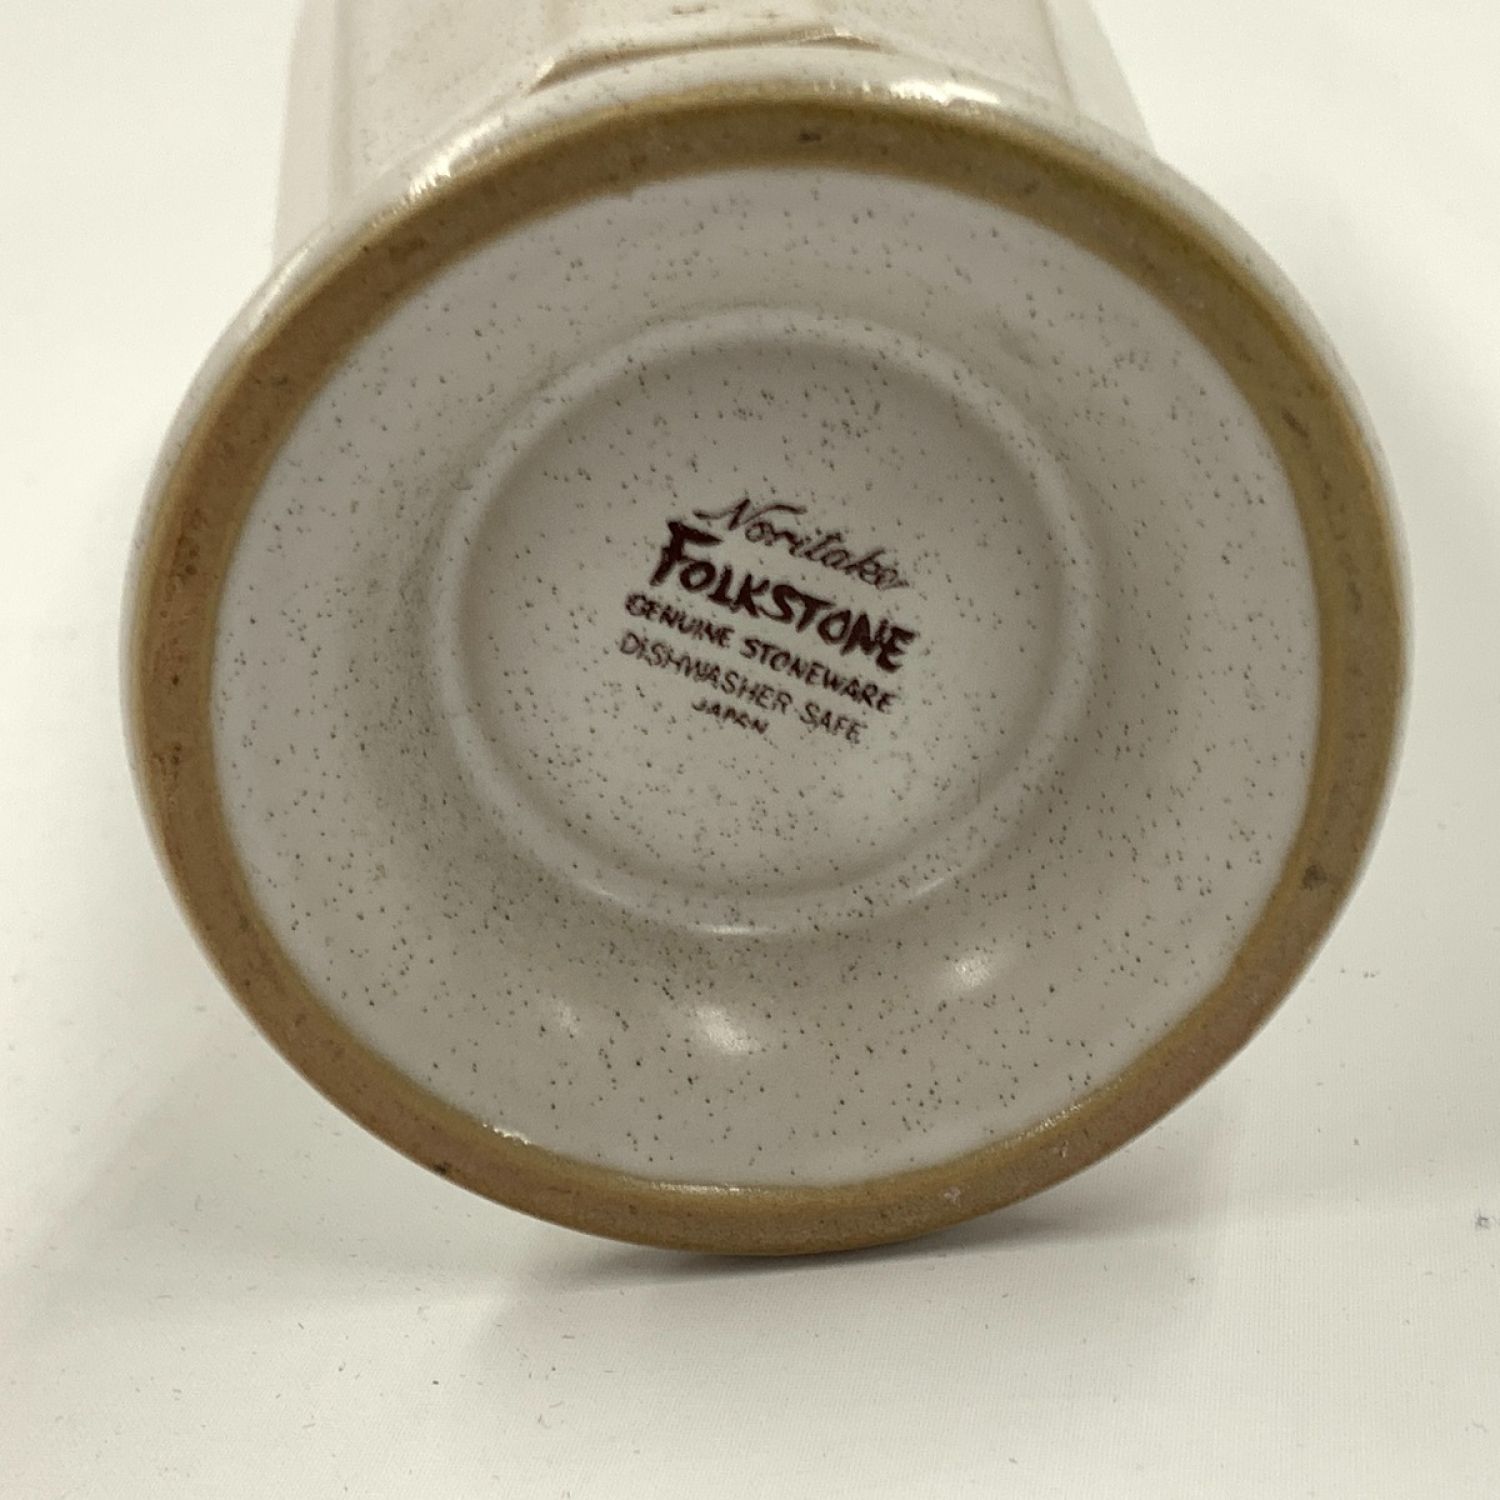 Noritake
FOLKSTONE
GENUINE STONEWARE
DISHWASHER SAFE
JAPAN